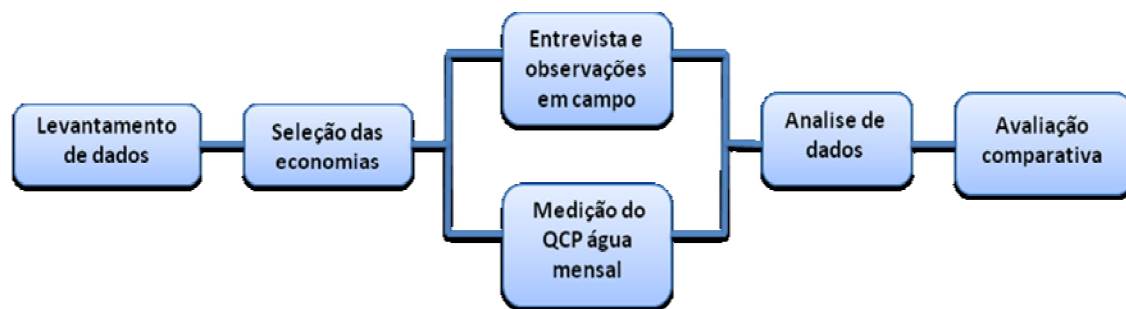 Levantamento
de dados
Seleção das
economias
Entrevista e
observações
em campo
Medição do
QCP água
mensal
Analise de
dados
Avaliação
comparativa